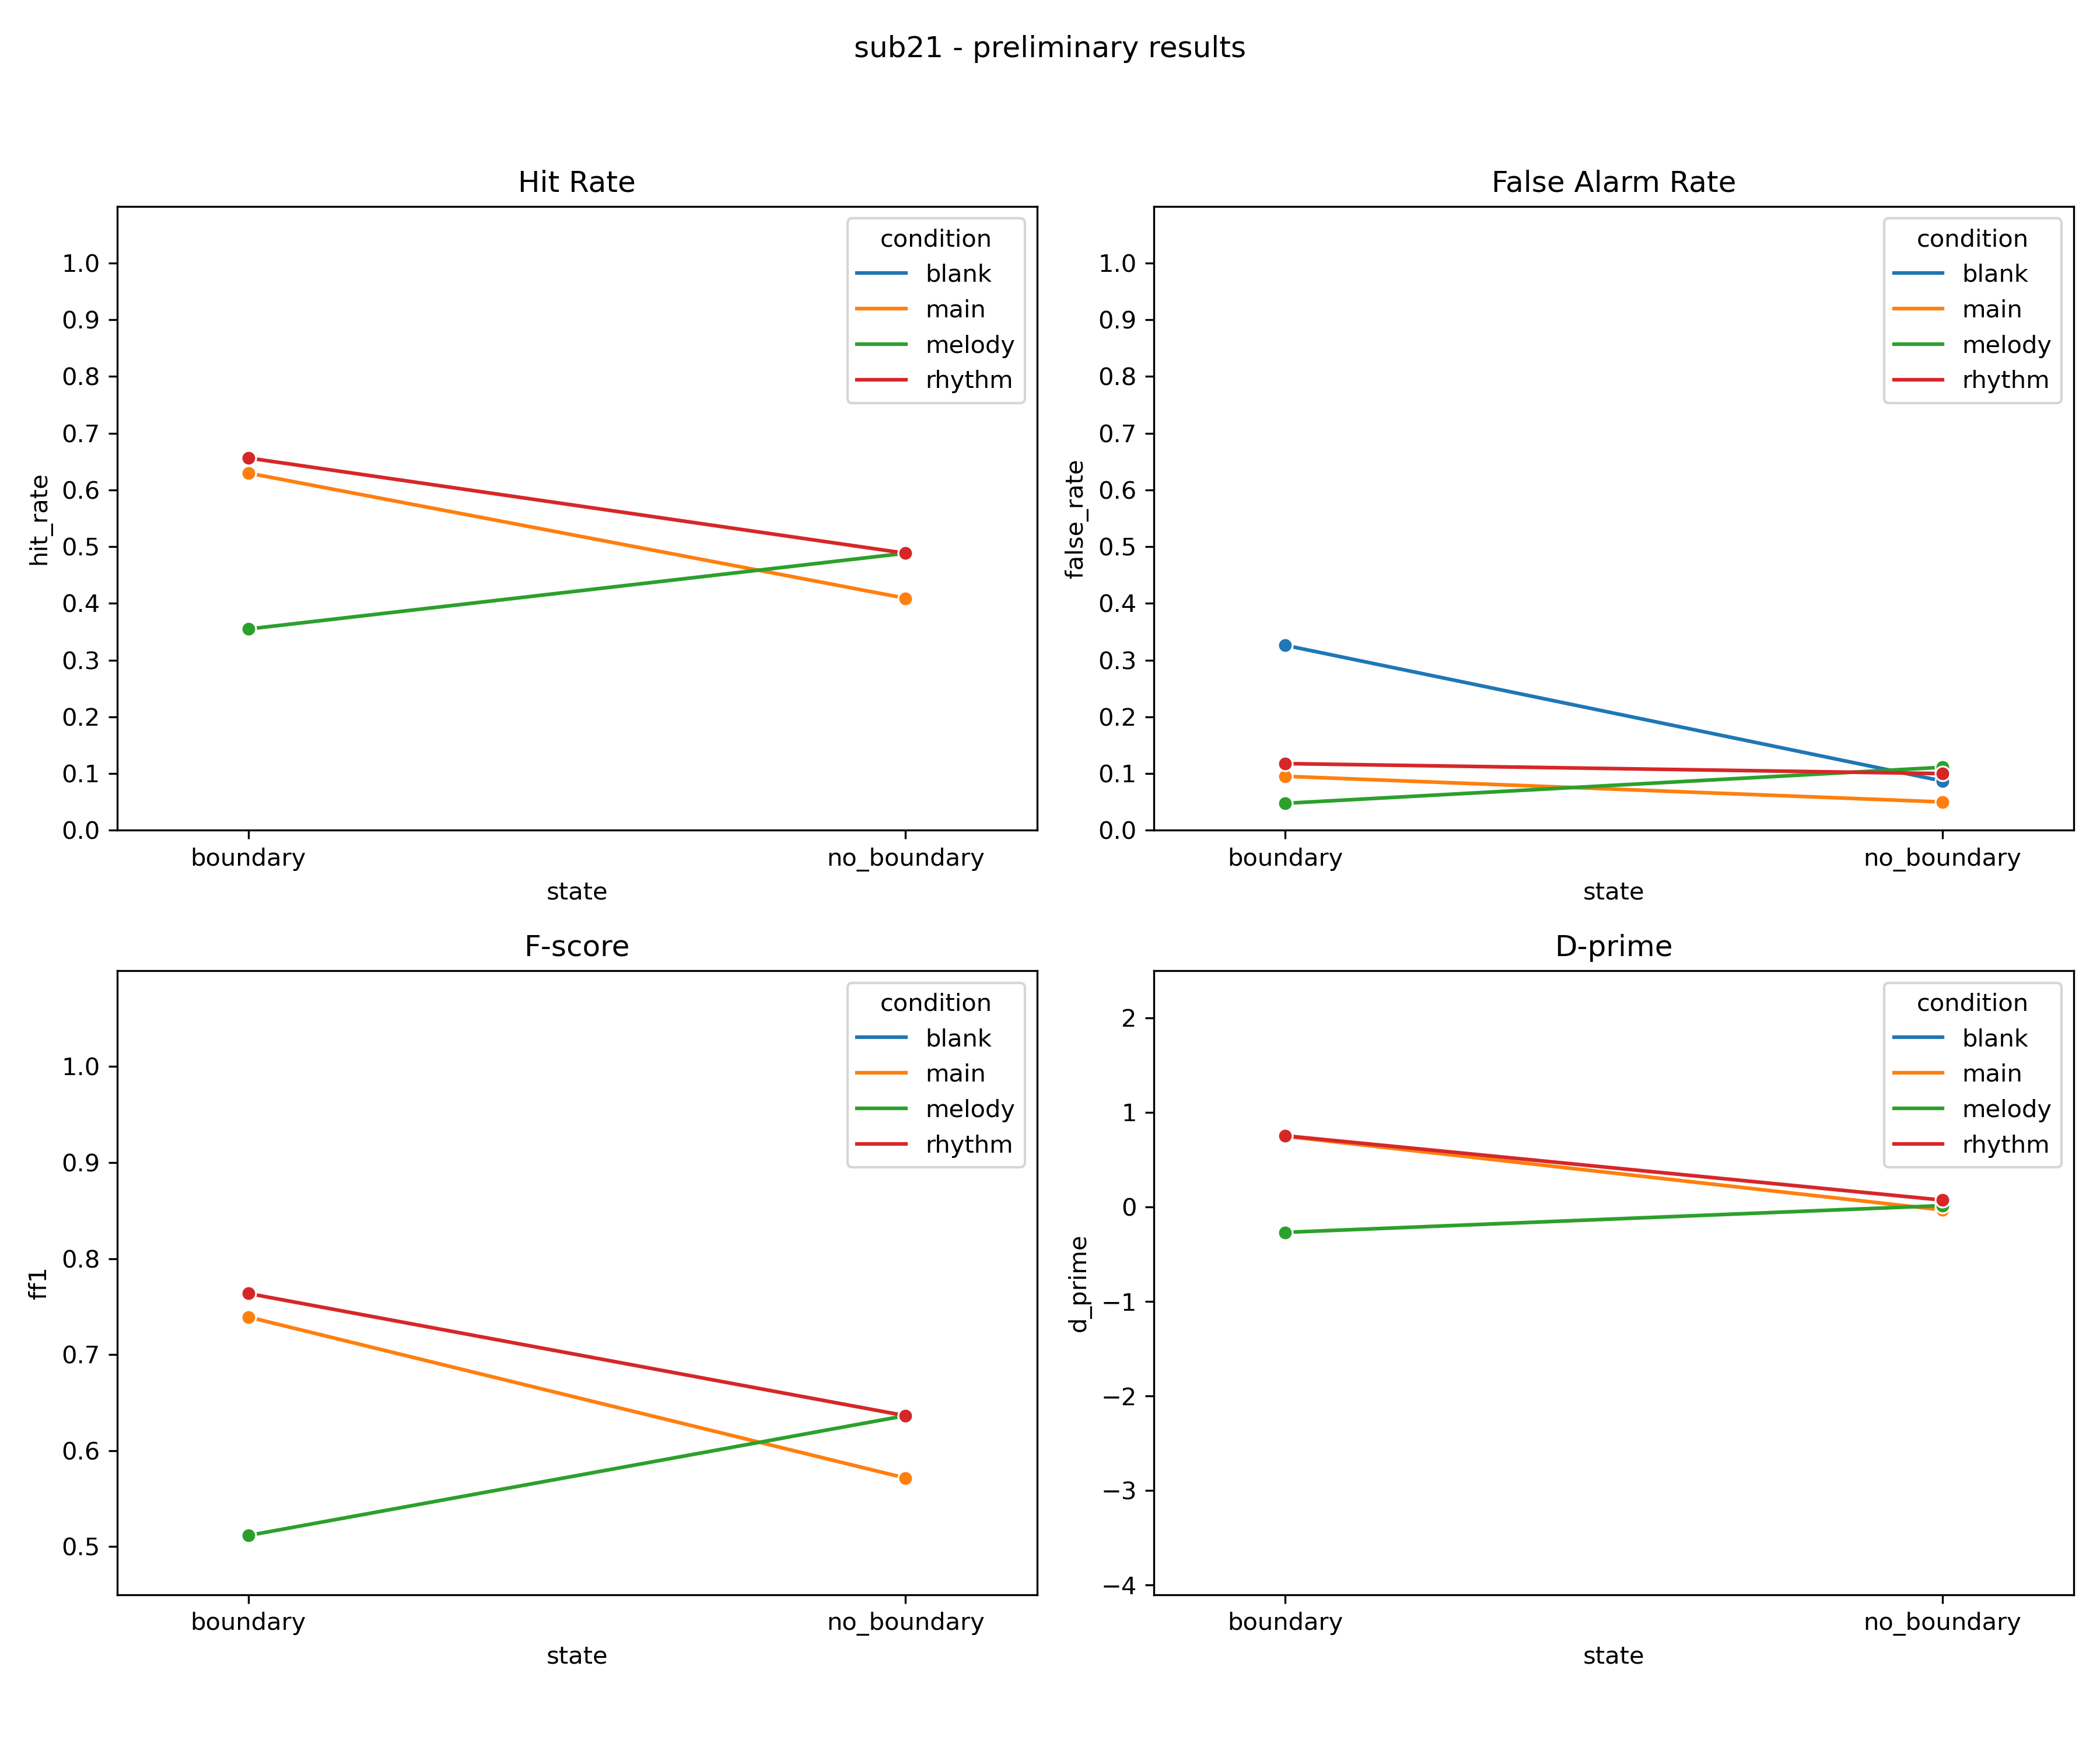 sub21 - preliminary results
Hit Rate
hit_rate
1.0
0.9
0.8
0.7
0.6
0.5
0.4
0.3
0.2
0.1
0.0
condition
blank
main
melody
rhythm
boundary
no_boundary
state
False Alarm Rate
false_rate
1.0
0.9
0.8
0.7
0.6
0.5
0.4
0.3
0.2
0.1
0.0
condition
blank
main
melody
rhythm
boundary
no_boundary
state
F-score
ff1
1.0
0.9
0.8
0.7
0.6
0.5
condition
blank
main
melody
rhythm
boundary
no_boundary
state
D-prime
d_prime
2
1
0
−1
−2
−3
−4
condition
blank
main
melody
rhythm
boundary
no_boundary
state